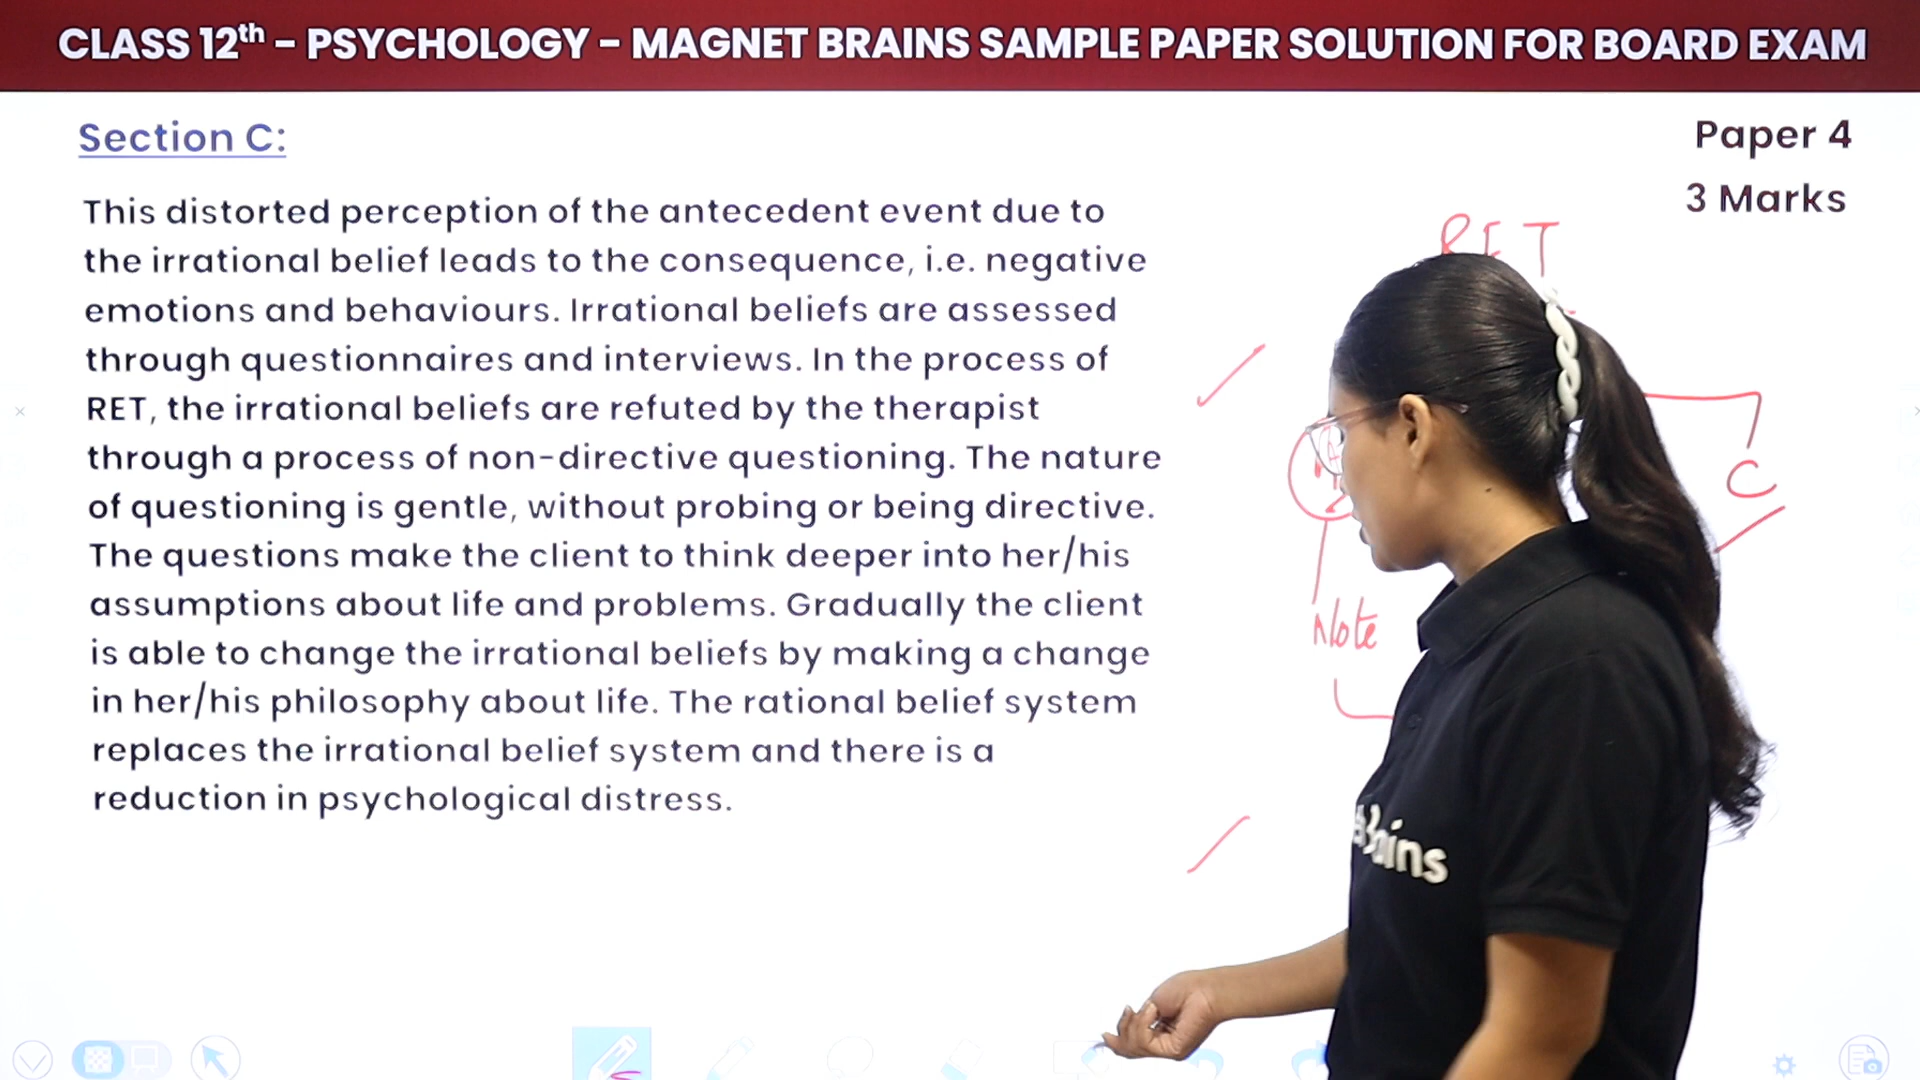 CLASS 12th – PSYCHOLOGY – MAGNET BRAINS SAMPLE PAPER SOLUTION FOR BOARD EXAM
Section C:
Paper 4
3 Marks
This distorted perception of the antecedent event due to
the irrational belief leads to the consequence, i.e. negative
emotions and behaviours. Irrational beliefs are assessed
through questionnaires and interviews. In the process of
RET, the irrational beliefs are refuted by the therapist
through a process of non-directive questioning. The nature
of questioning is gentle, without probing or being directive.
The questions make the client to think deeper into her/his
assumptions about life and problems. Gradually the client
is able to change the irrational beliefs by making a change
in her/his philosophy about life. The rational belief system
replaces the irrational belief system and there is a
reduction in psychological distress.
RET
C
Note
Brains